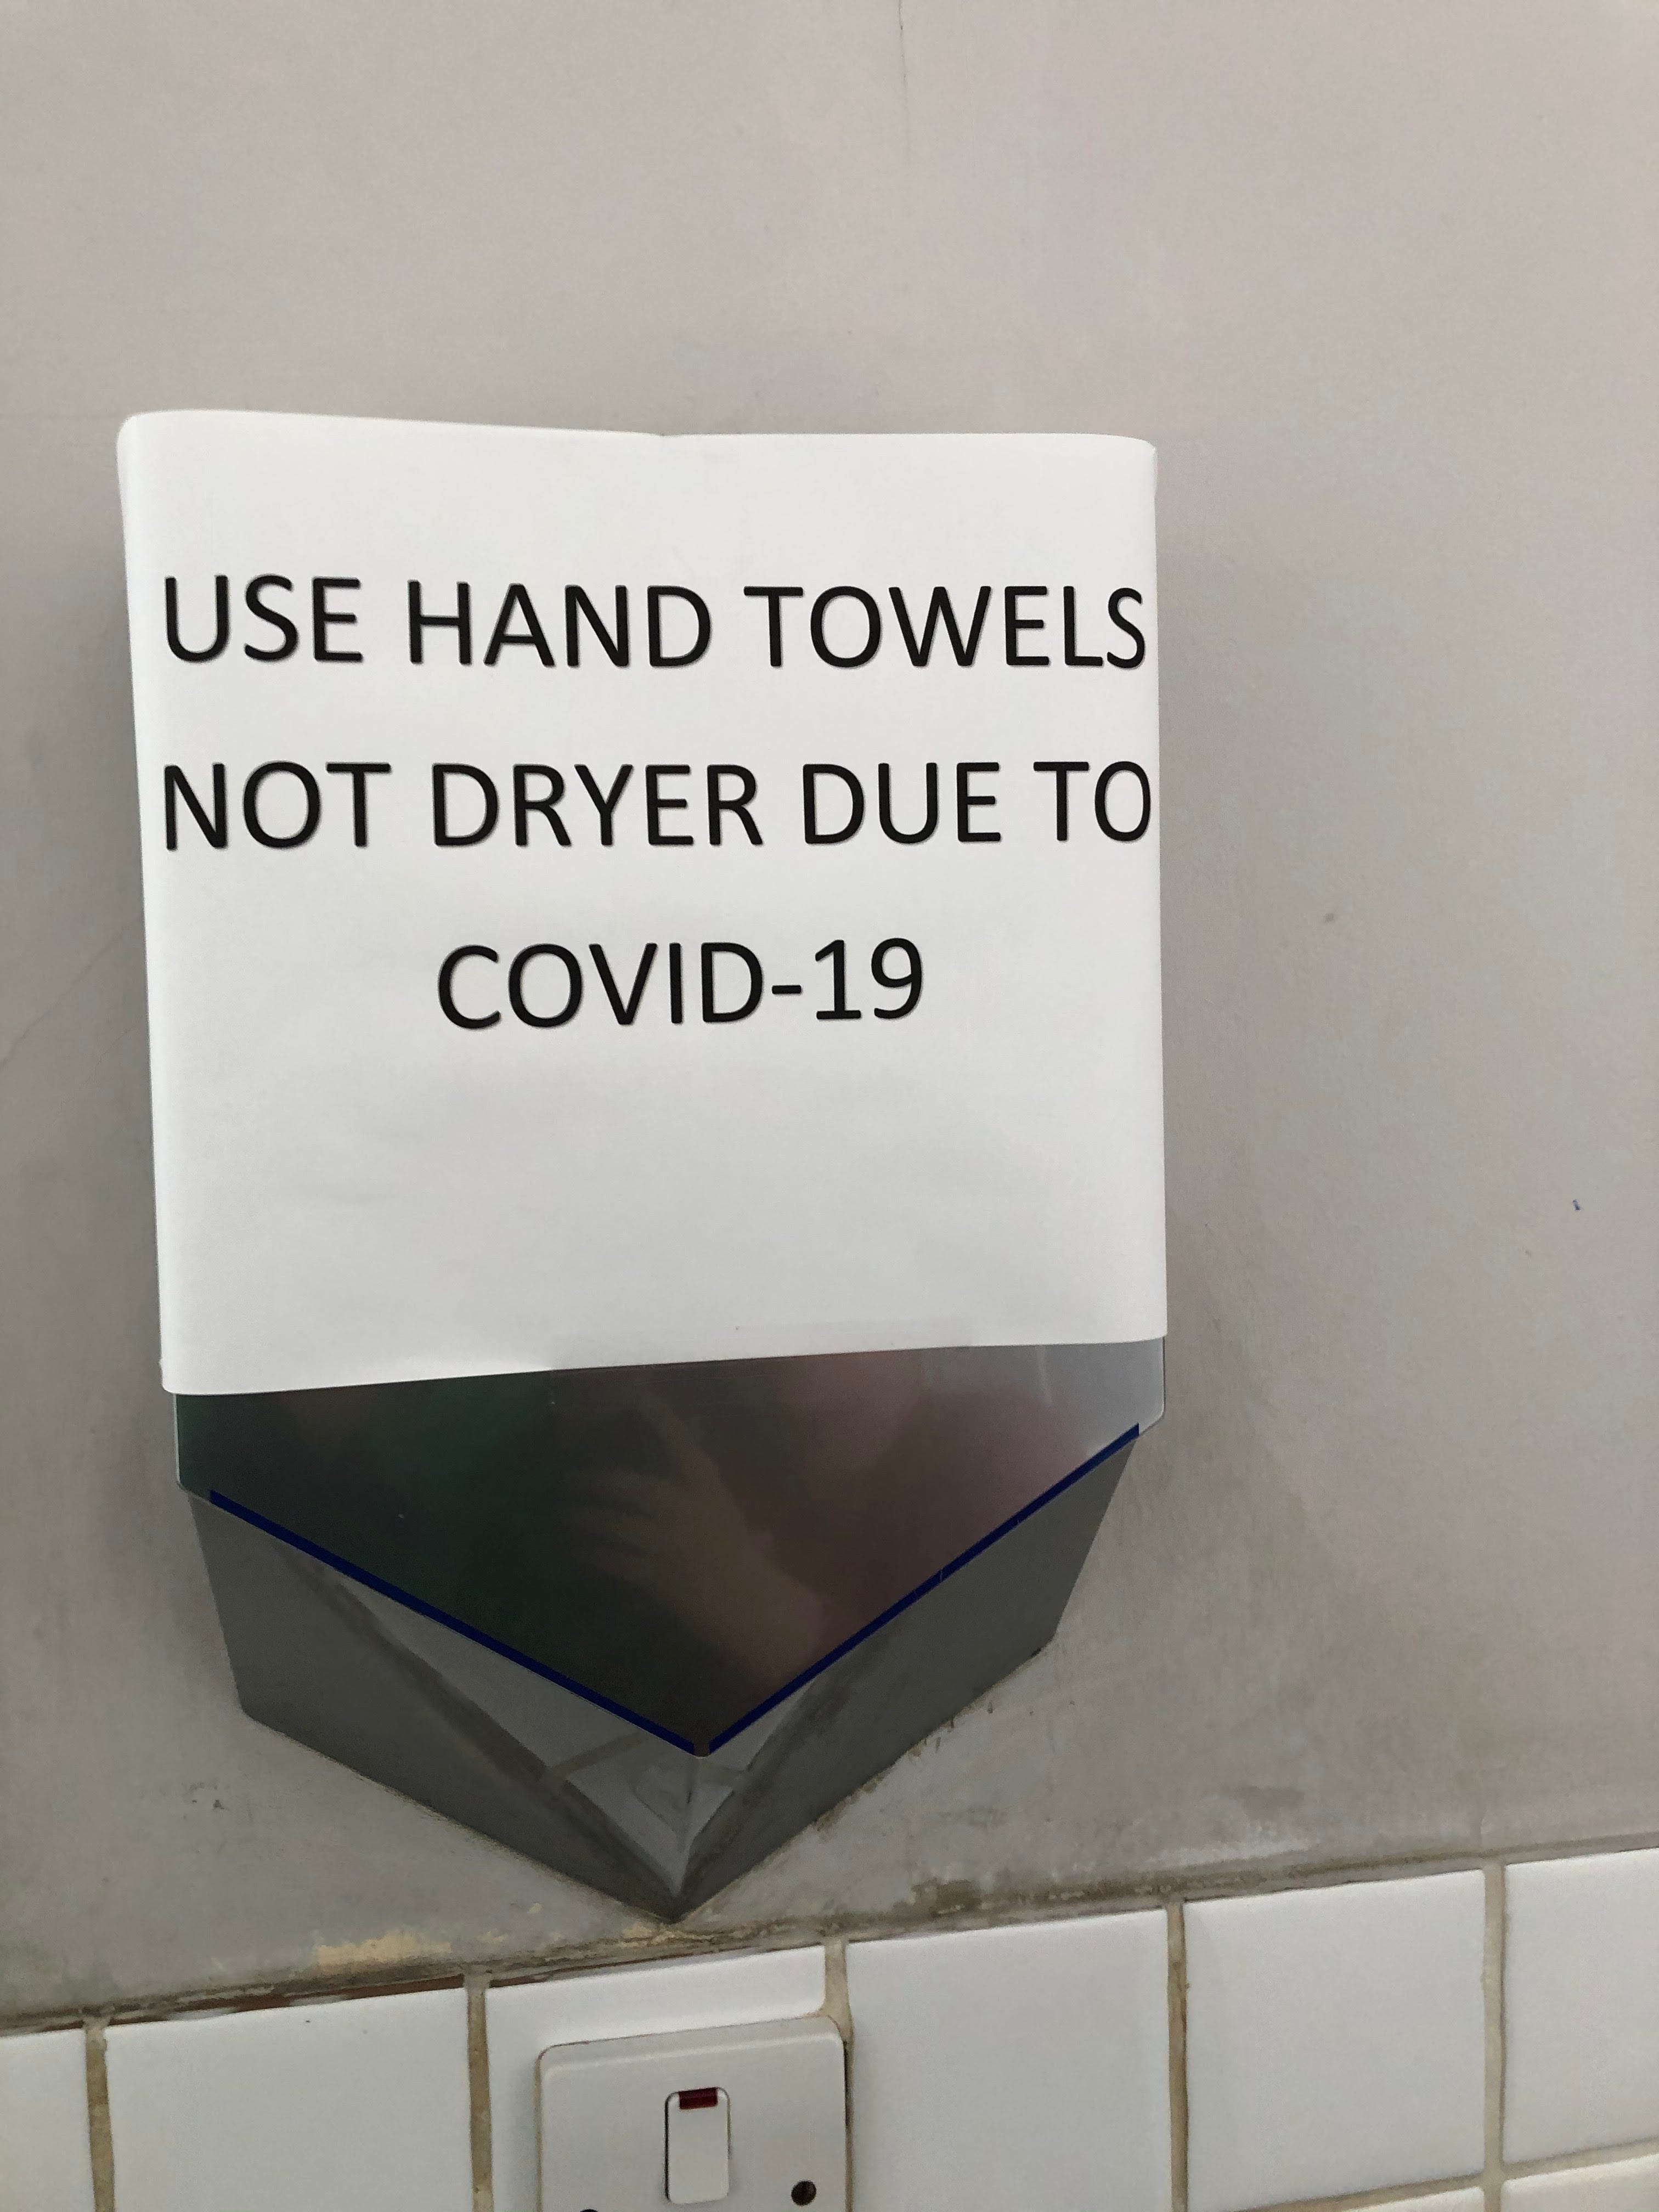 USE HAND TOWELS
NOT DRYER DUE TO
COVID-19